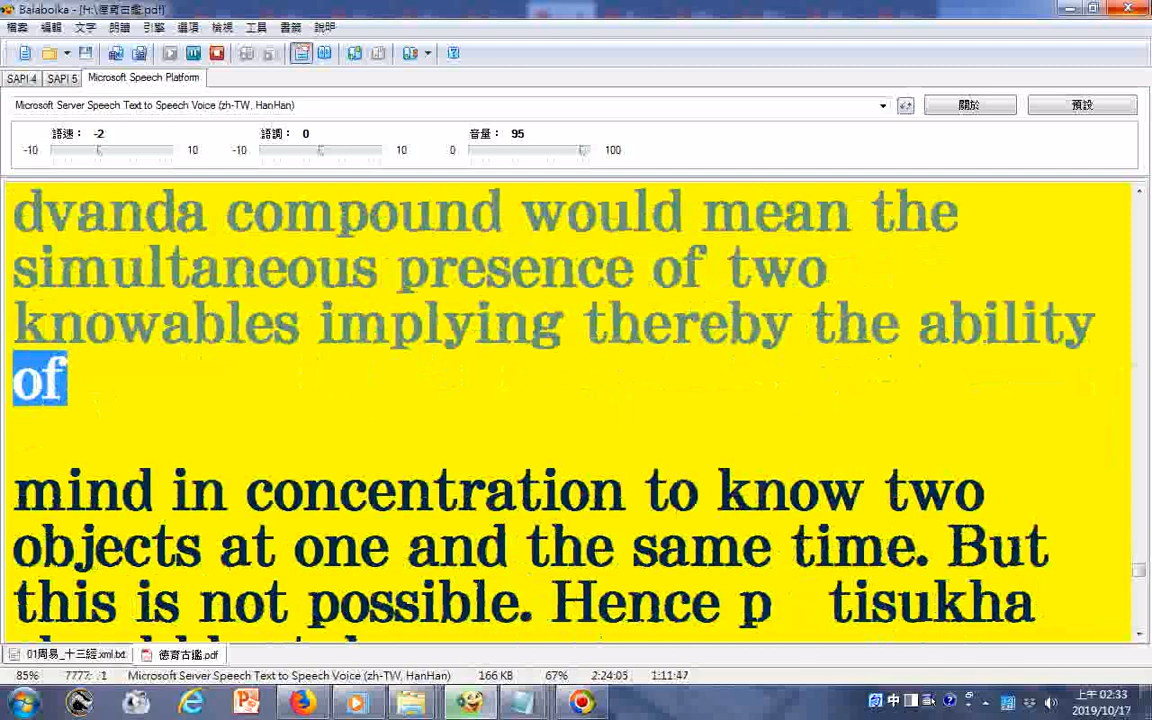 Balabolka - [H:\德育古鑑.pdf]
檔案 編輯 文字 朗讀 引擎 選項 檢視 工具 書籤 說明
SAPI 4 SAPI 5 Microsoft Speech Platform
Microsoft Server Speech Text to Speech Voice (zh-TW, HanHan)
關於 預設
語速： -2 語調： 0 音量： 95
-10 10 -10 10 0 100
dvanda compound would mean the
simultaneous presence of two
knowables implying thereby the ability
of
mind in concentration to know two
objects at one and the same time. But
this is not possible. Hence p tisukha
01周易_十三經.xml.txt 德育古鑑.pdf
85% 7777: 1 Microsoft Server Speech Text to Speech Voice (zh-TW, HanHan) 166 KB 67% 2:24:05 1:11:47
中
上午 02:33
2019/10/17